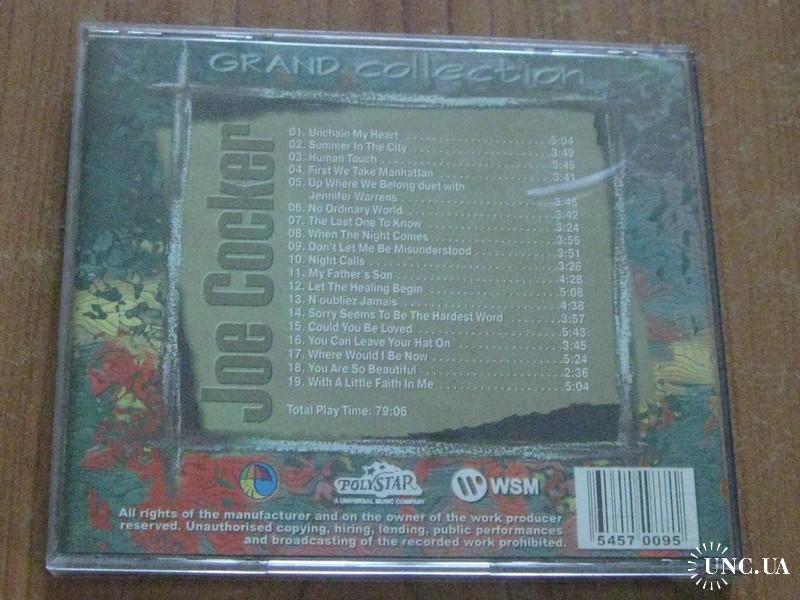 GRAND collection
Joe Cocker
01. Unchain My Heart 5:04
02. Summer In The City 3:49
03. Human Touch 3:45
04. First We Take Manhattan 3:41
05. Up Where We Belong duet with
Jennifer Warrens 3:46
06. No Ordinary World 3:42
07. The Last One To Know 3:24
08. When The Night Comes 3:55
09. Don't Let Me Be Misunderstood 3:51
10. Night Calls 3:26
11. My Father's Son 4:28
12. Let The Healing Begin 5:08
13. N'oubliez Jamais 4:38
14. Sorry Seems To Be The Hardest Word 3:57
15. Could You Be Loved 5:43
16. You Can Leave Your Hat On 3:45
17. Where Would I Be Now 5:24
18. You Are So Beautiful 2:36
19. With A Little Faith In Me 5:04
Total Play Time: 79:06
POLYSTAR
A UNIVERSAL MUSIC COMPANY
WSM
All rights of the manufacturer and on the owner of the work producer
reserved. Unauthorised copying, hiring, lending, public performances
and broadcasting of the recorded work prohibited.
5457 0095
UNC.UA